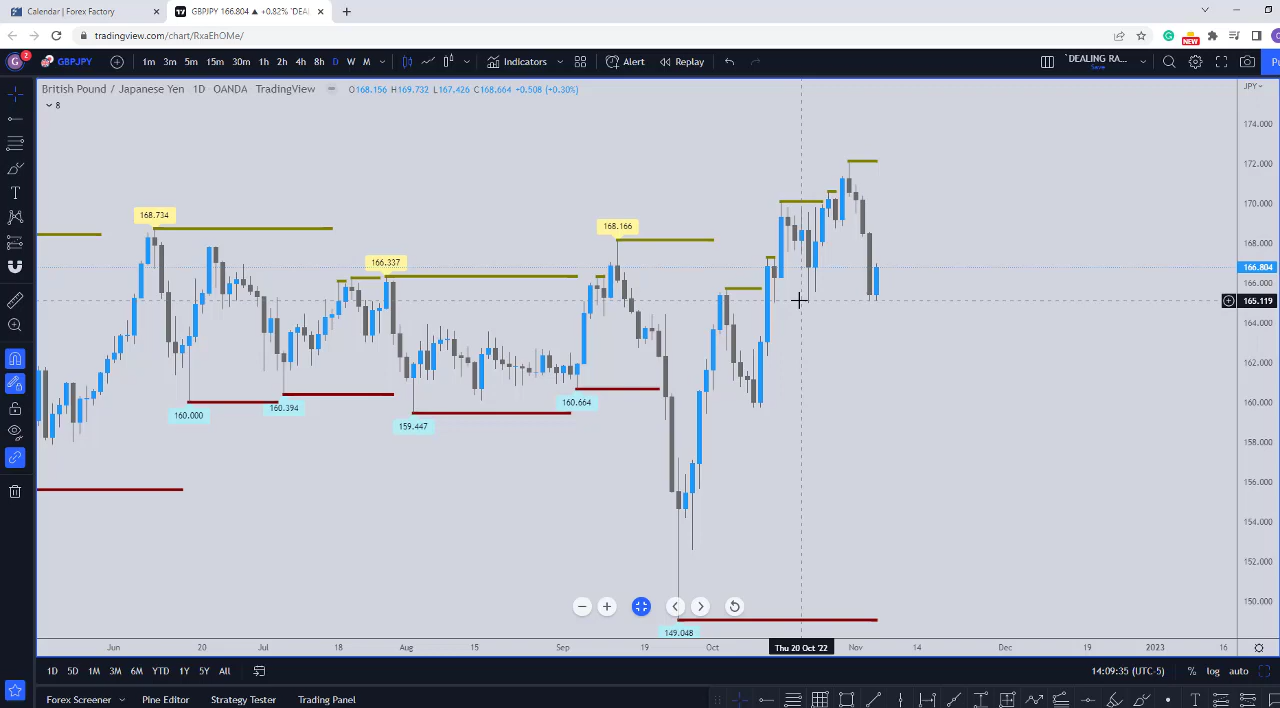 Calendar | Forex Factory
GBPJPY 166.804 ▲ +0.82% 'DEAL
tradingview.com/chart/RxaEhOMe/
NEW
G 2 GBPJPY 1m 3m 5m 15m 30m 1h 2h 4h 8h D W M Indicators Alert Replay `DEALING RA...
Save
British Pound / Japanese Yen 1D OANDA TradingView O168.156 H169.732 L167.426 C168.664 +0.508 (+0.30%)
JPY
8
174.000
172.000
170.000
168.734
168.166
168.000
166.337
166.804
166.000
165.119
164.000
162.000
160.664
160.000
160.394
160.000
159.447
158.000
156.000
154.000
152.000
150.000
149.048
Jun 20 Jul 18 Aug 15 Sep 19 Oct Thu 20 Oct '22 Nov 14 Dec 19 2023 16
1D 5D 1M 3M 6M YTD 1Y 5Y All 14:09:35 (UTC-5) % log auto
Forex Screener Pine Editor Strategy Tester Trading Panel